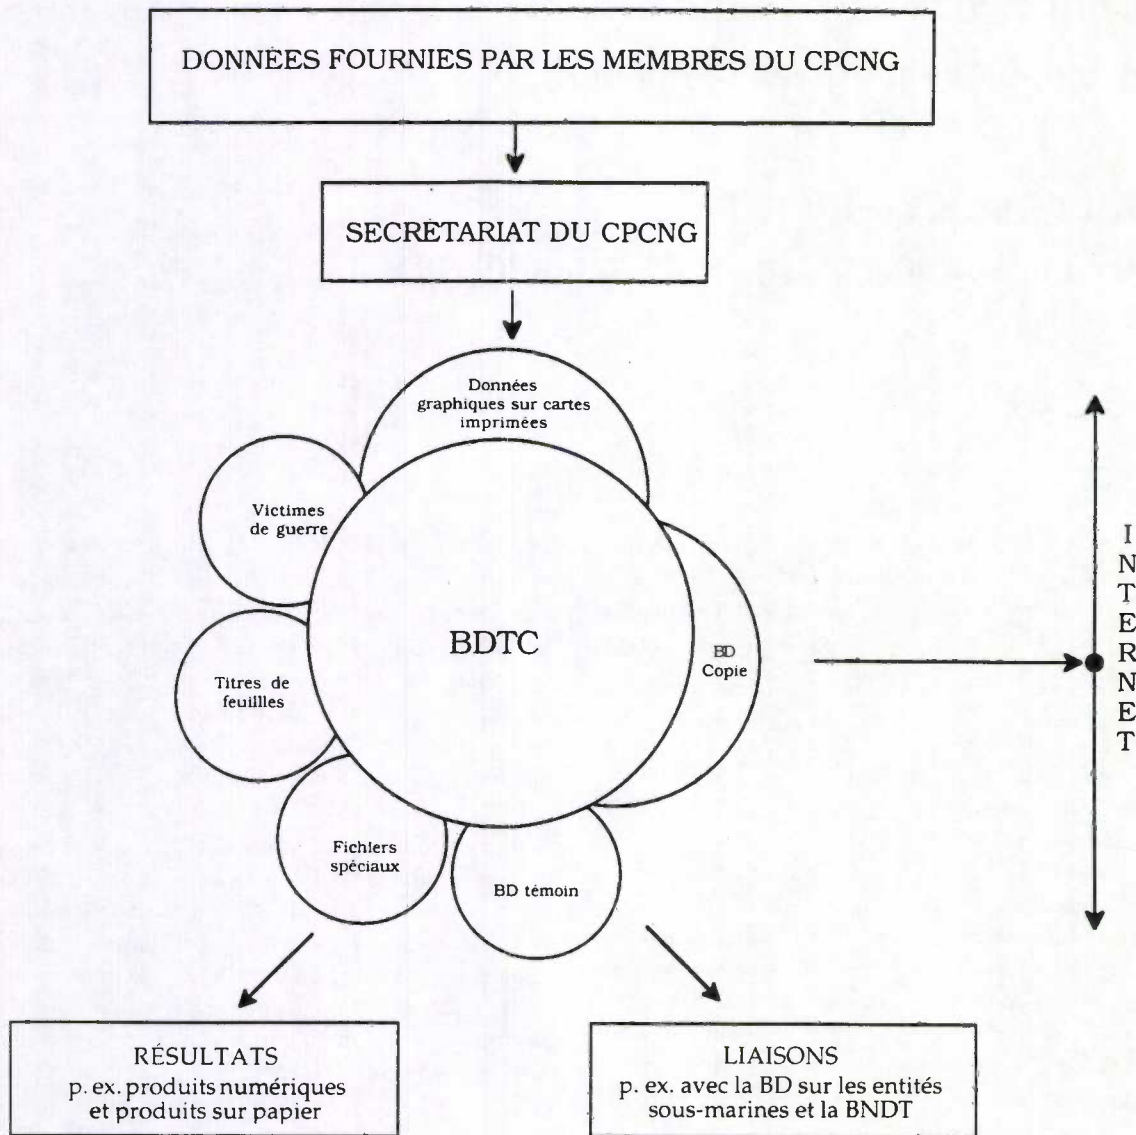 DONNÉES FOURNIES PAR LES MEMBRES DU CPCNG
SECRÉTARIAT DU CPCNG
Données
graphiques sur cartes
imprimées
Victimes
de guerre
BDTC
BD
Copie
Titres de
feuillles
Fichiers
spéciaux
BD témoin
INTERNET
RÉSULTATS
p. ex. produits numériques
et produits sur papier
LIAISONS
p. ex. avec la BD sur les entités
sous-marines et la BNDT